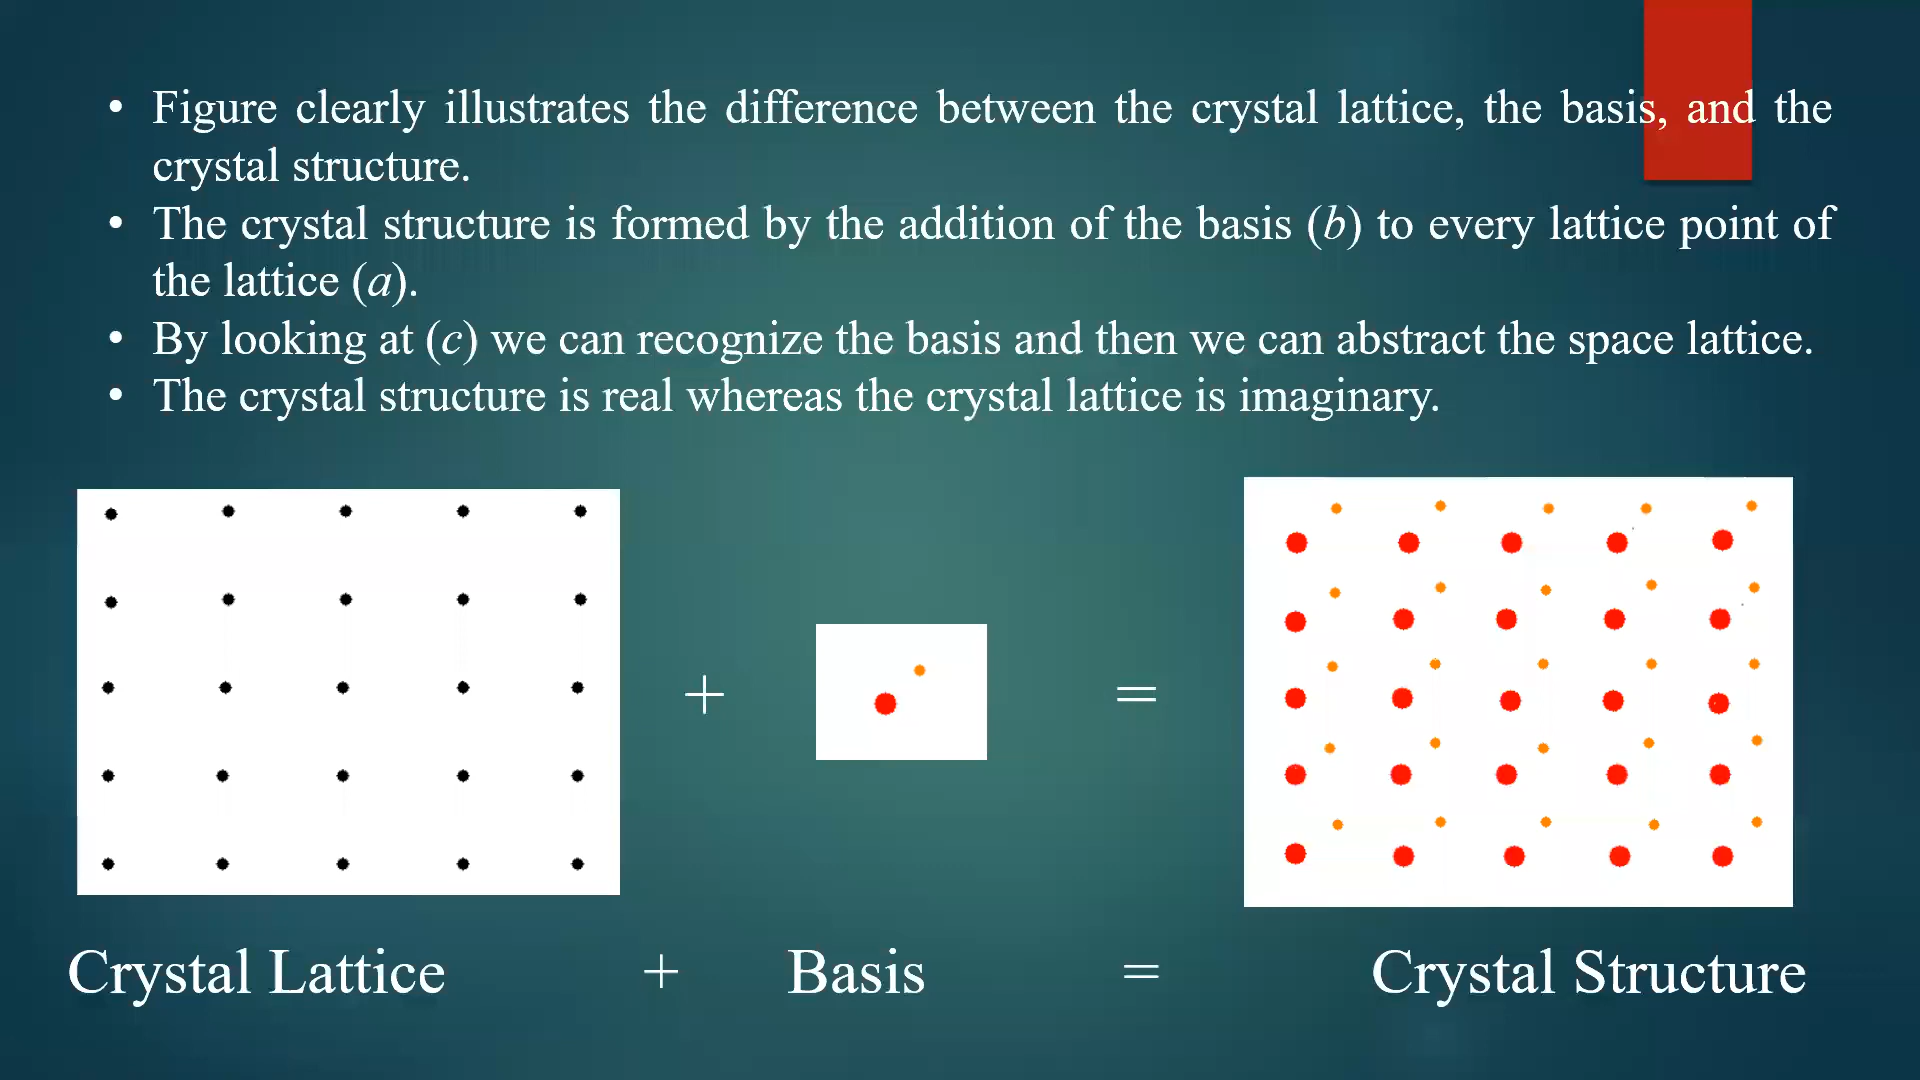 • Figure clearly illustrates the difference between the crystal lattice, the basis, and the
crystal structure.
• The crystal structure is formed by the addition of the basis (b) to every lattice point of
the lattice (a).
• By looking at (c) we can recognize the basis and then we can abstract the space lattice.
• The crystal structure is real whereas the crystal lattice is imaginary.
+ =
Crystal Lattice + Basis = Crystal Structure